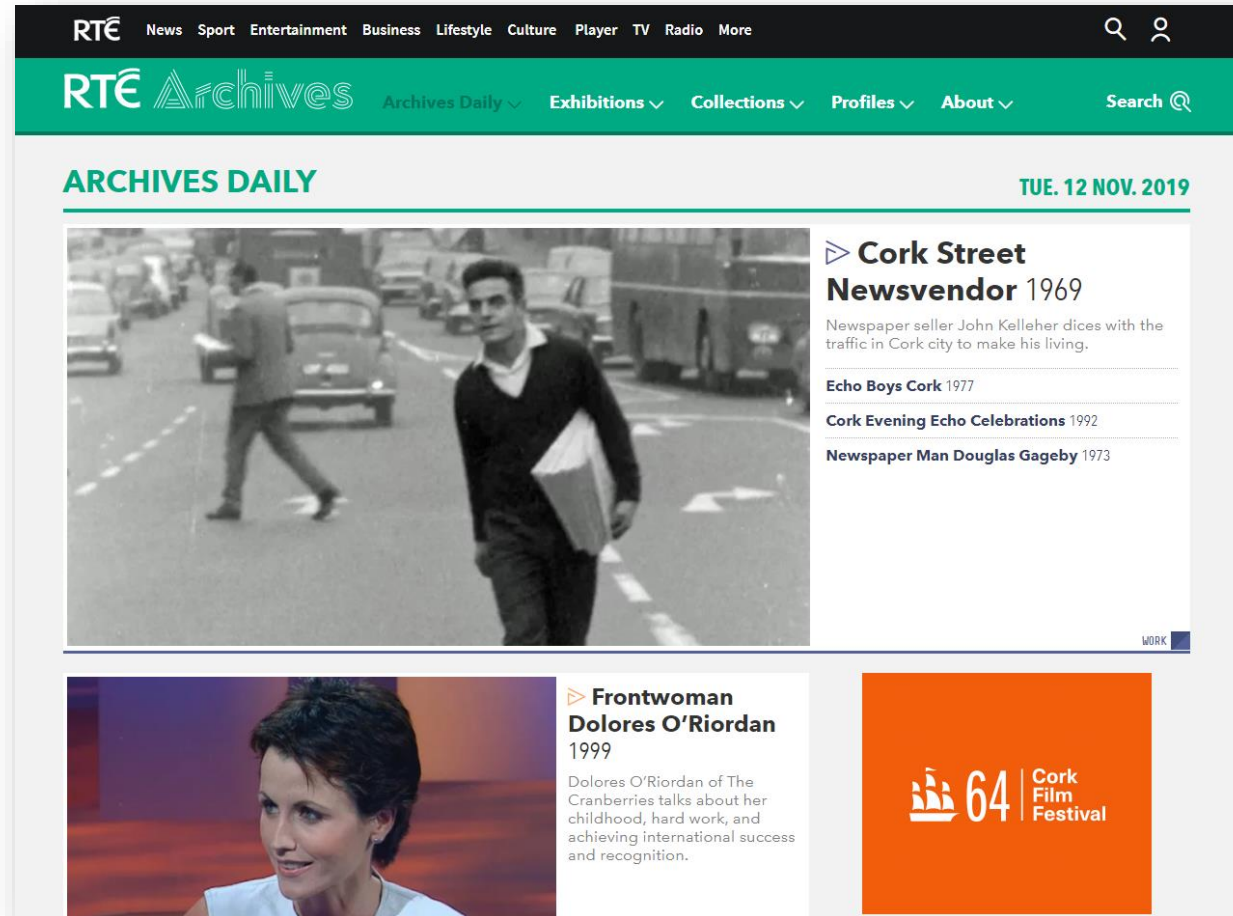 RTÉ News Sport Entertainment Business Lifestyle Culture Player TV Radio More
RTÉ Archives Archives Daily Exhibitions Collections Profiles About Search
ARCHIVES DAILY
TUE. 12 NOV. 2019
Cork Street
Newsvendor 1969
Newspaper seller John Kelleher dices with the
traffic in Cork city to make his living.
Echo Boys Cork 1977
Cork Evening Echo Celebrations 1992
Newspaper Man Douglas Gageby 1973
WORK
Frontwoman
Dolores O'Riordan
1999
Dolores O'Riordan of The
Cranberries talks about her
childhood, hard work, and
achieving international success
and recognition.
64
Cork
Film
Festival